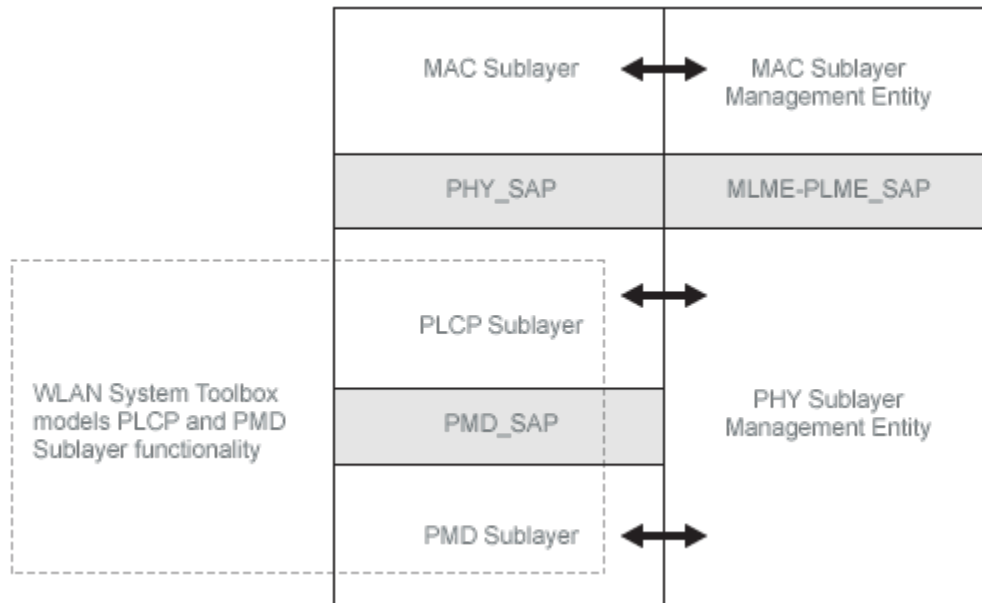 MAC Sublayer
MAC Sublayer
Management Entity
PHY_SAP
MLME-PLME_SAP
PLCP Sublayer
WLAN System Toolbox
models PLCP and PMD
Sublayer functionality
PMD_SAP
PHY Sublayer
Management Entity
PMD Sublayer